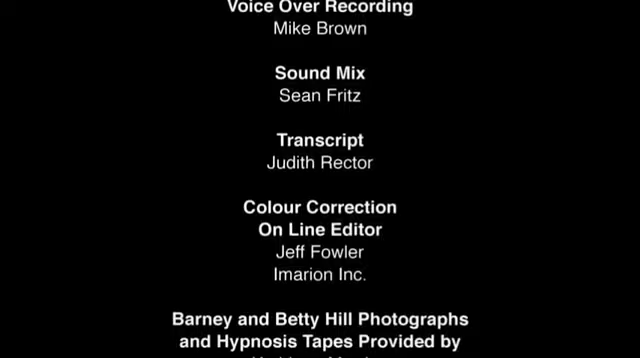 Voice Over Recording
Mike Brown
Sound Mix
Sean Fritz
Transcript
Judith Rector
Colour Correction
On Line Editor
Jeff Fowler
Imarion Inc.
Barney and Betty Hill Photographs
and Hypnosis Tapes Provided by